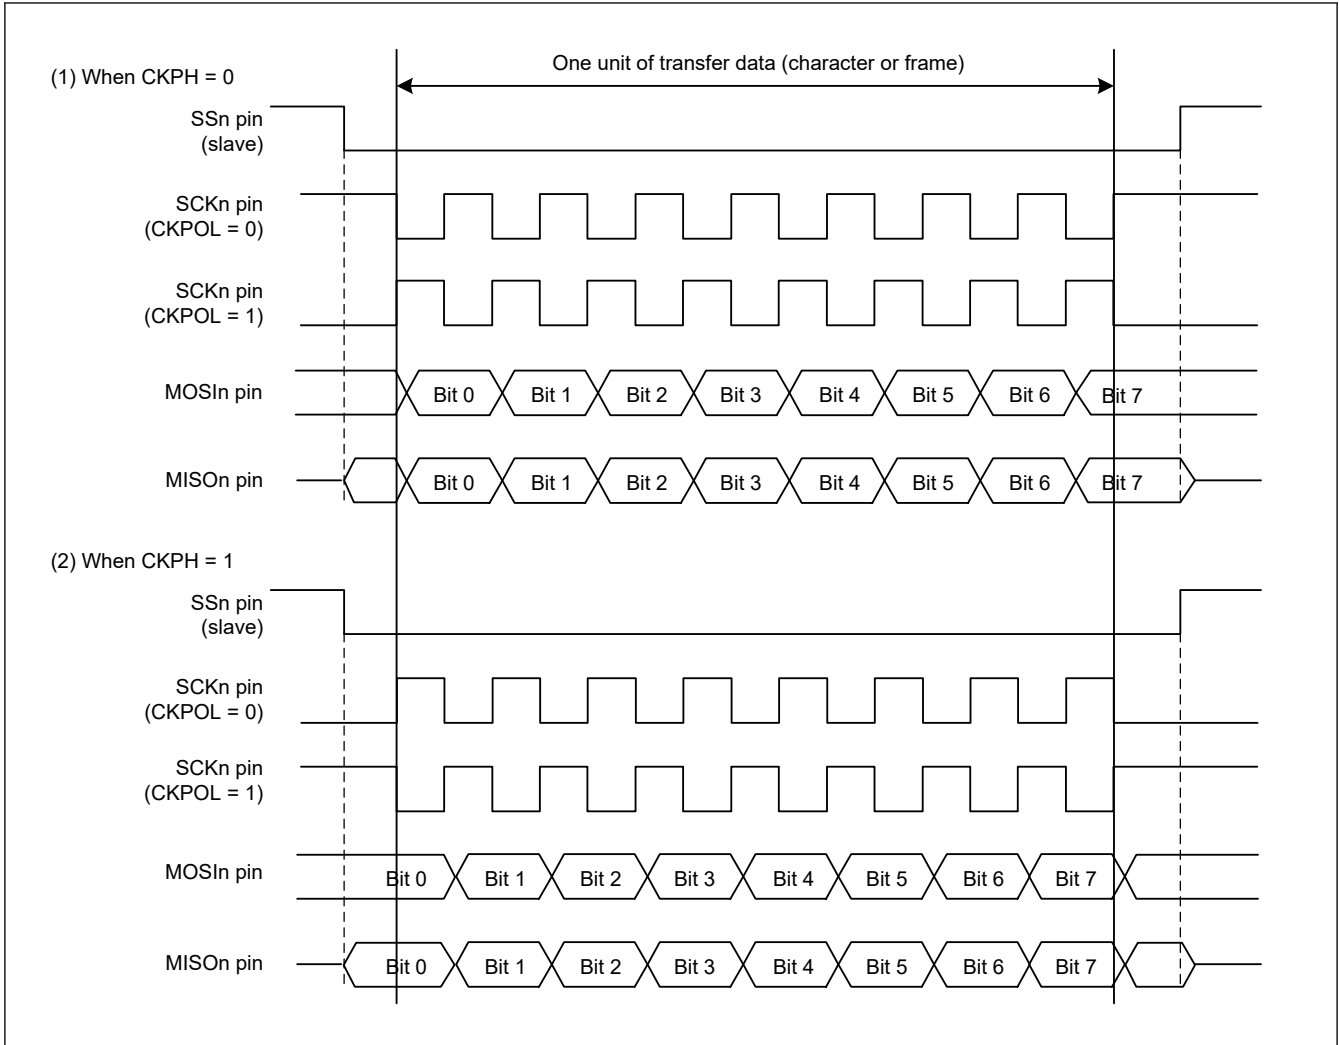 One unit of transfer data (character or frame)
(1) When CKPH = 0
SSn pin
(slave)
SCKn pin
(CKPOL = 0)
SCKn pin
(CKPOL = 1)
MOSIn pin Bit 0 Bit 1 Bit 2 Bit 3 Bit 4 Bit 5 Bit 6 Bit 7
MISOn pin Bit 0 Bit 1 Bit 2 Bit 3 Bit 4 Bit 5 Bit 6 Bit 7
(2) When CKPH = 1
SSn pin
(slave)
SCKn pin
(CKPOL = 0)
SCKn pin
(CKPOL = 1)
MOSIn pin Bit 0 Bit 1 Bit 2 Bit 3 Bit 4 Bit 5 Bit 6 Bit 7
MISOn pin Bit 0 Bit 1 Bit 2 Bit 3 Bit 4 Bit 5 Bit 6 Bit 7